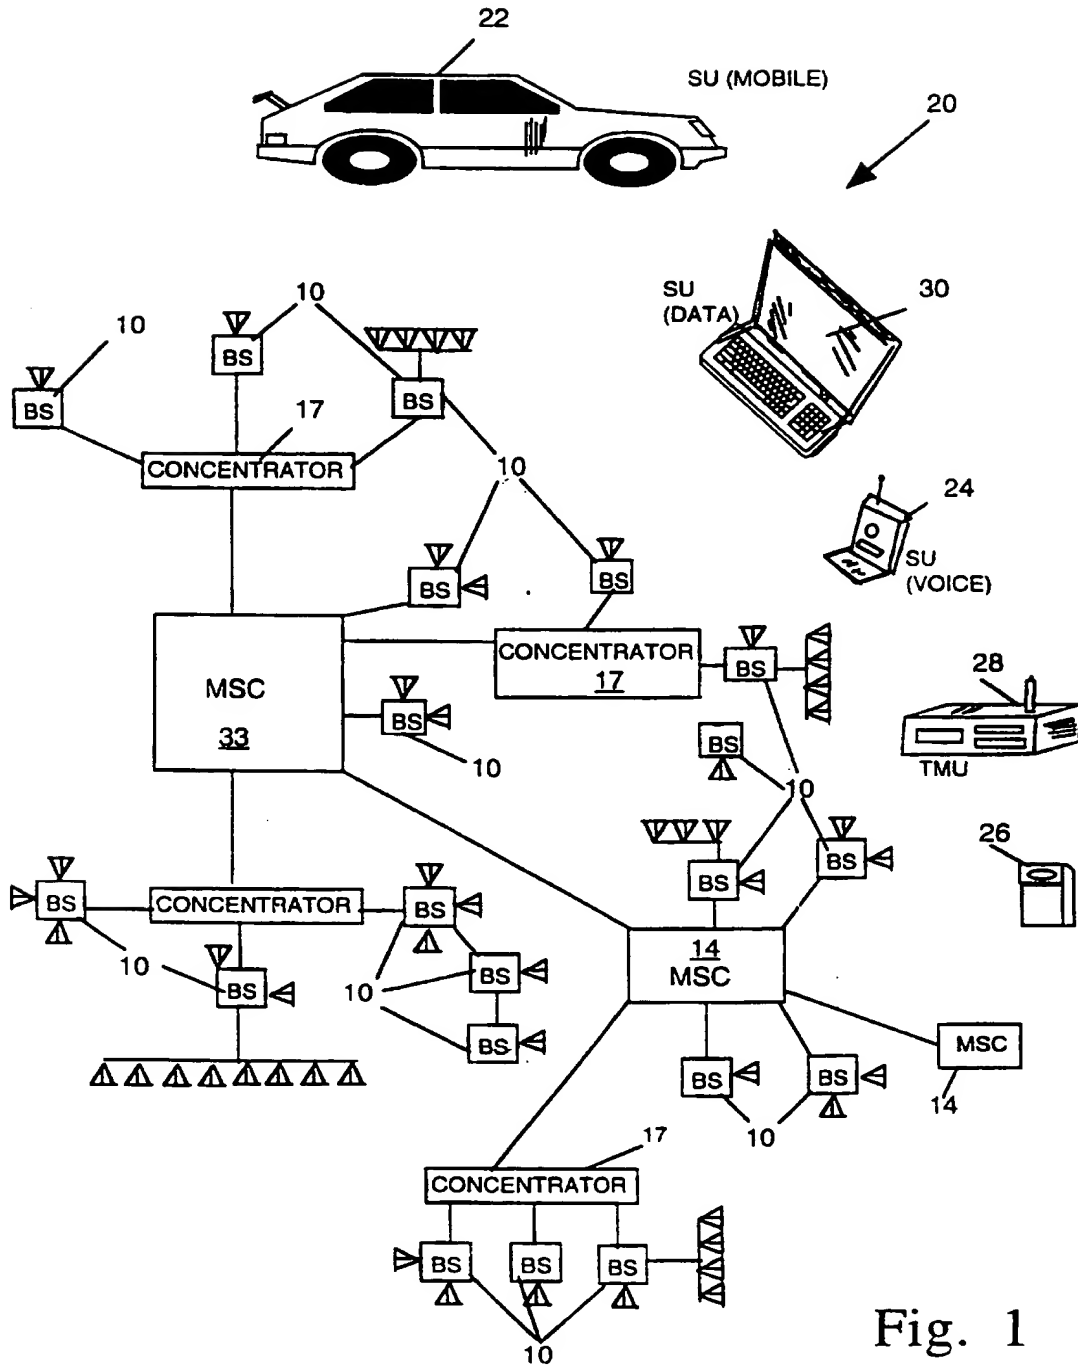 22
SU (MOBILE)
20
SU
(DATA)
30
10
10
BS
BS
BS
17
CONCENTRATOR
10
24
SU
(VOICE)
BS
BS
MSC
33
CONCENTRATOR
17
BS
28
TMU
BS
10
BS
10
26
BS
BS
BS
CONCENTRATOR
BS
10
BS
10
BS
BS
14
MSC
MSC
14
BS
BS
10
17
CONCENTRATOR
BS
BS
BS
10
Fig. 1